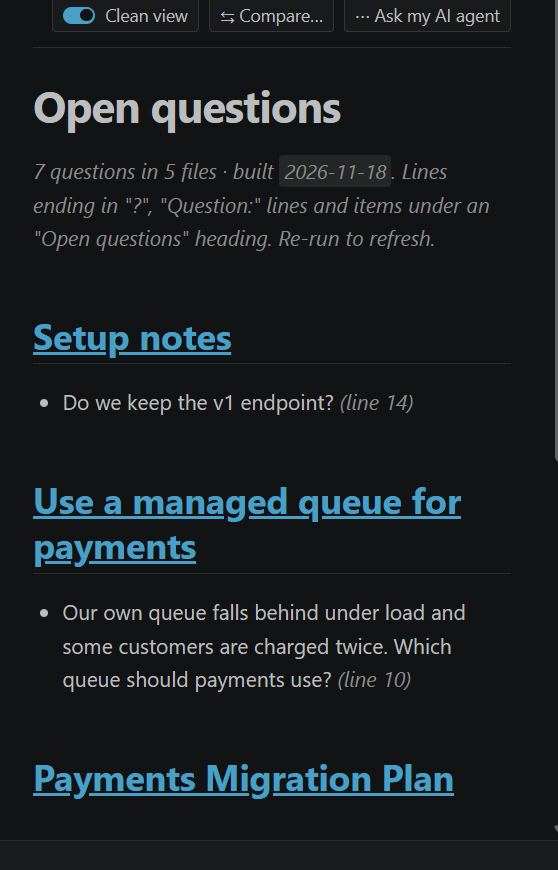 Clean view
⇆ Compare...
··· Ask my AI agent
Open questions
7 questions in 5 files · built 2026-11-18. Lines
ending in "?", "Question:" lines and items under an
"Open questions" heading. Re-run to refresh.
Setup notes
• Do we keep the v1 endpoint? (line 14)
Use a managed queue for
payments
• Our own queue falls behind under load and
some customers are charged twice. Which
queue should payments use? (line 10)
Payments Migration Plan